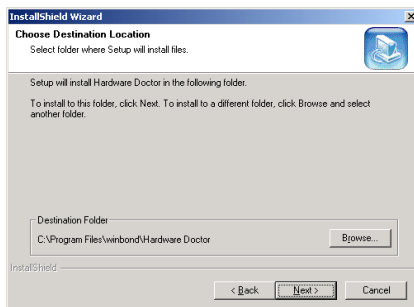 InstallShield Wizard
Choose Destination Location
Select folder where Setup will install files.
Setup will install Hardware Doctor in the following folder.
To install to this folder, click Next. To install to a different folder, click Browse and select
another folder.
Destination Folder
C:\Program Files\winbond\Hardware Doctor
Browse...
InstallShield
< Back
Next >
Cancel